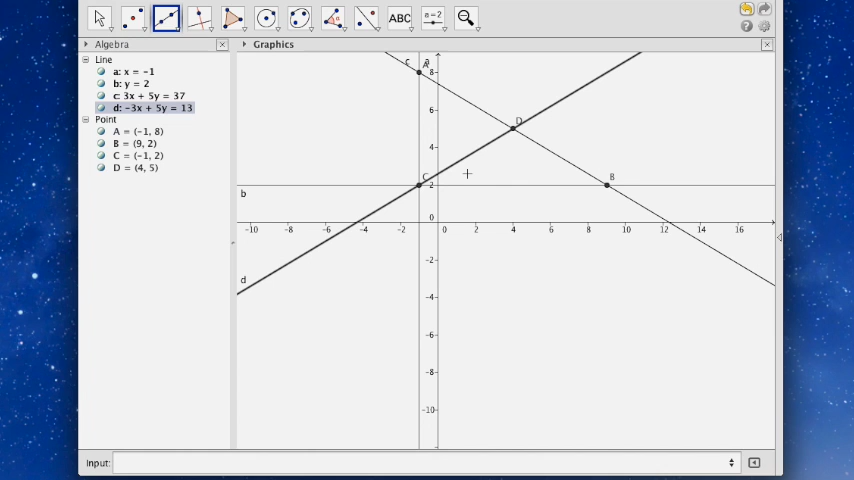 ABC
a=2
Algebra
Graphics
Line
a: x = -1
b: y = 2
c: 3x + 5y = 37
d: -3x + 5y = 13
Point
A = (-1, 8)
B = (9, 2)
C = (-1, 2)
D = (4, 5)
c A a
8
6
D
4
C
2
B
b
0
-10 -8 -6 -4 -2 0 2 4 6 8 10 12 14 16
-2
d
-4
-6
-8
-10
Input: